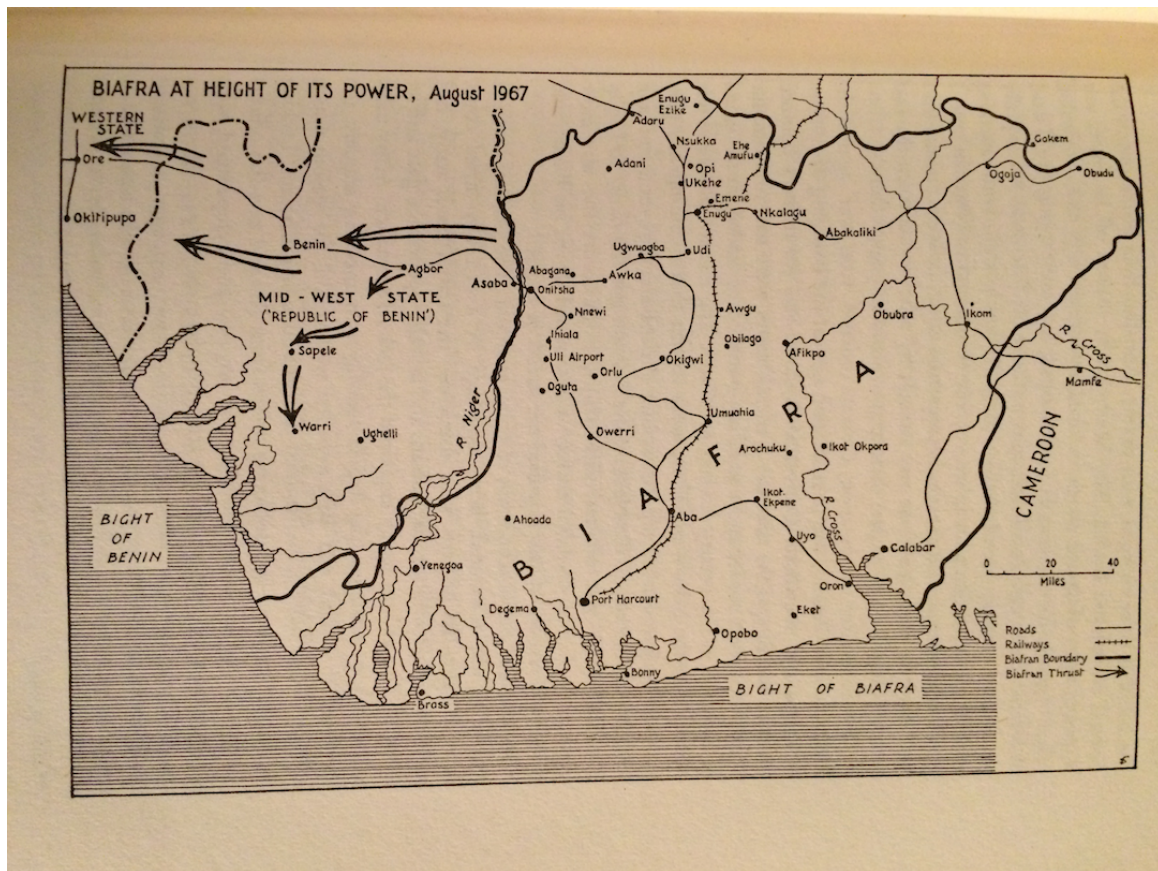 BIAFRA AT HEIGHT OF ITS POWER, August 1967
WESTERN
STATE
Ore
Okitipupa
Benin
Agbor
MID - WEST STATE
('REPUBLIC OF BENIN')
Sapele
Warri
Ughelli
R Niger
BIGHT
OF
BENIN
Enugu
Ezike
Adaru
Nsukka
Ehe
Amufu
Adani
Opi
Ukehe
Emene
Enugu
Nkalagu
Gakem
Ogoja
Obudu
Abakaliki
Ugwuogba
Udi
Abagana
Awka
Asaba
Onitsha
Nnewi
Ihiala
Uli Airport
Orlu
Oguta
Okigwi
Awgu
Obilago
Afikpo
Obubra
Ikom
R Cross
Mamfe
Umuahia
Owerri
Arochuku
Ikot Okpora
Ikot-
Ekpene
R Cross
Aba
Uyo
Calabar
Oron
Ahoada
Yenegoa
Degema
Port Harcourt
Eket
Opobo
Bonny
Brass
BIAFRA
CAMEROON
BIGHT OF BIAFRA
0 20 40
Miles
Roads
Railways
Biafran Boundary
Biafran Thrust